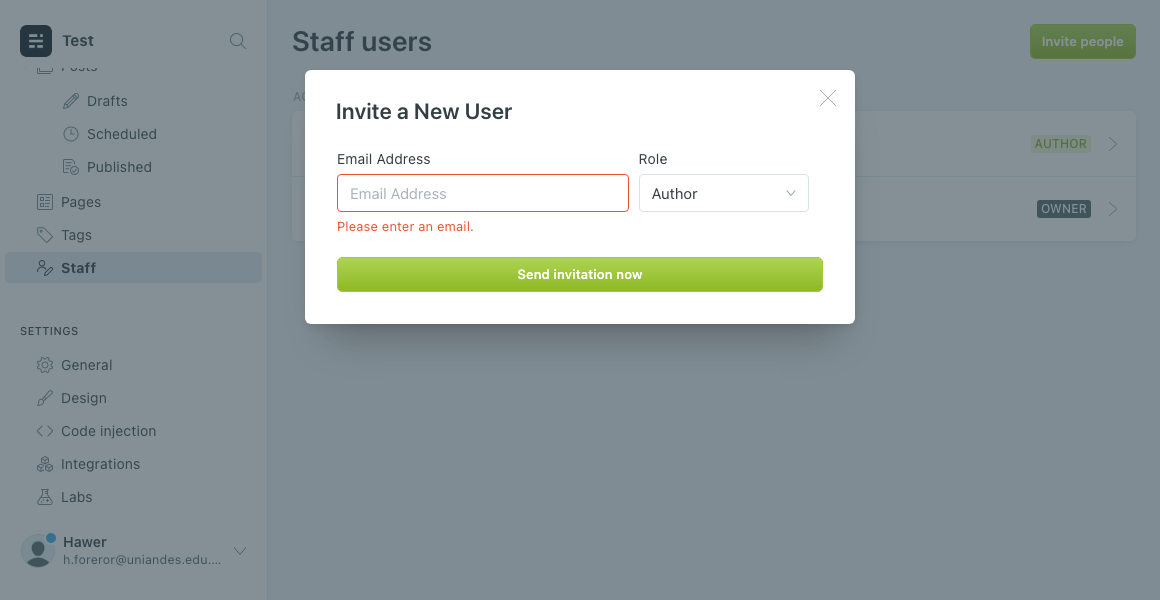 Test
Posts
Drafts
Scheduled
Published
Pages
Tags
Staff
SETTINGS
General
Design
Code injection
Integrations
Labs
Hawer
h.foreror@uniandes.edu....
Staff users
Invite people
Invite a New User
Email Address
Role
Email Address
Author
Please enter an email.
Send invitation now
AUTHOR
OWNER